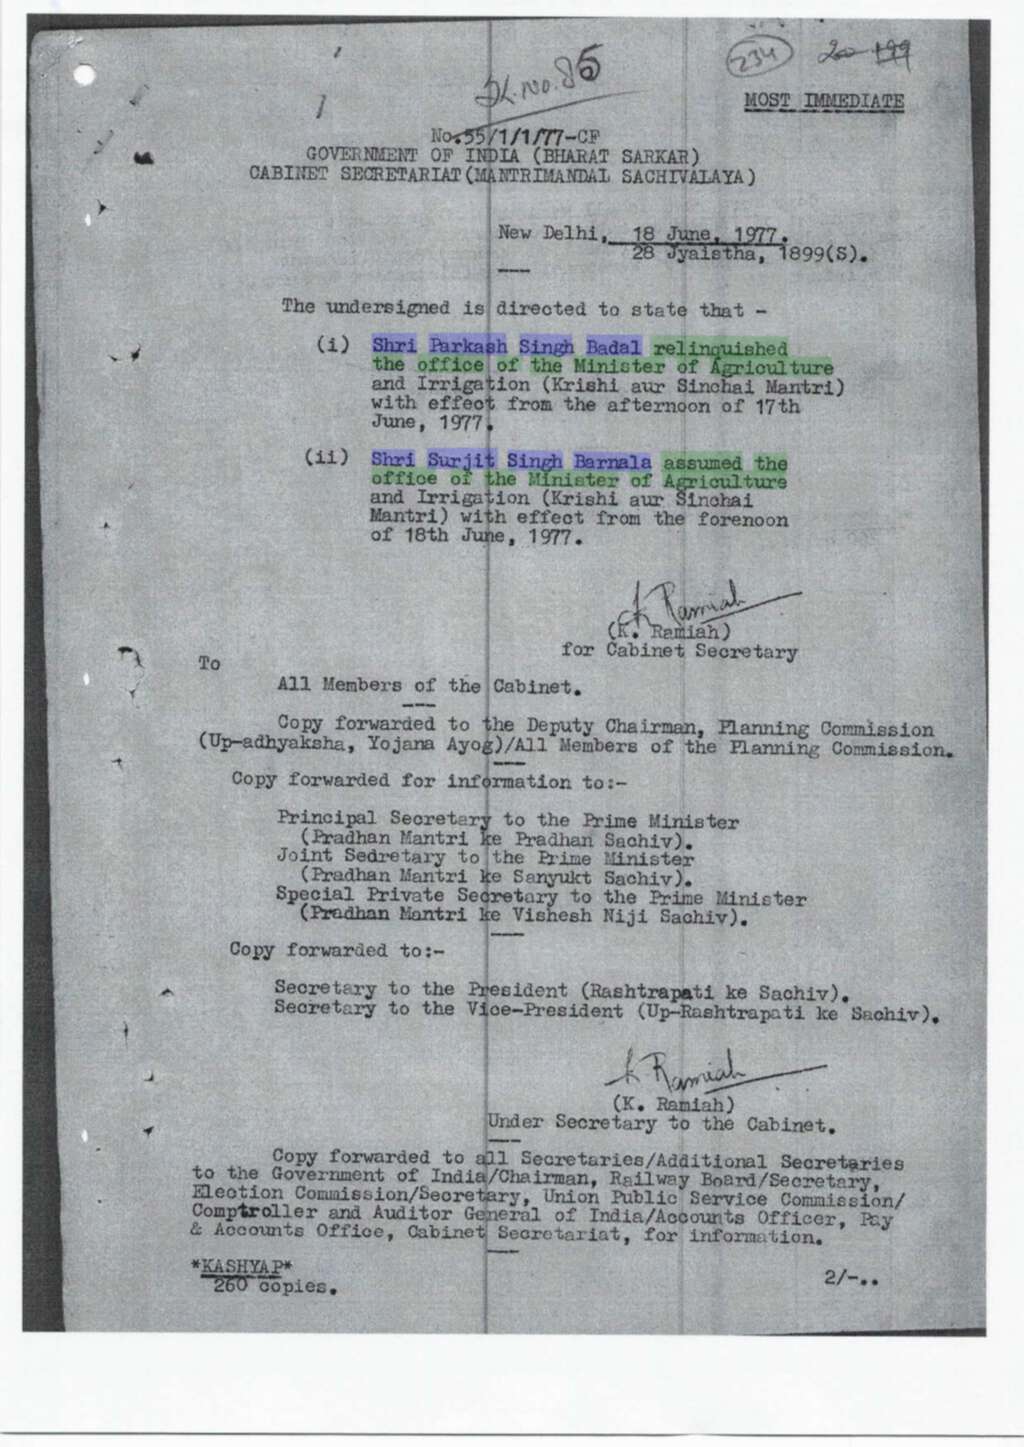 Sl. No. 85
234
20 199
MOST IMMEDIATE
No.55/1/1/77-CF
GOVERNMENT OF INDIA (BHARAT SARKAR)
CABINET SECRETARIAT(MANTRIMANDAL SACHIVALAYA)
New Delhi, 18 June, 1977.
28 Jyaistha, 1899(S).
The undersigned is directed to state that -
(i) Shri Parkash Singh Badal relinquished
the office of the Minister of Agriculture
and Irrigation (Krishi aur Sinchai Mantri)
with effect from the afternoon of 17th
June, 1977.
(ii) Shri Surjit Singh Barnala assumed the
office of the Minister of Agriculture
and Irrigation (Krishi aur Sinchai
Mantri) with effect from the forenoon
of 18th June, 1977.
K Ramiah
(K. Ramiah)
for Cabinet Secretary
To
All Members of the Cabinet.
Copy forwarded to the Deputy Chairman, Planning Commission
(Up-adhyaksha, Yojana Ayog)/All Members of the Planning Commission.
Copy forwarded for information to:-
Principal Secretary to the Prime Minister
(Pradhan Mantri ke Pradhan Sachiv).
Joint Sedretary to the Prime Minister
(Pradhan Mantri ke Sanyukt Sachiv).
Special Private Secretary to the Prime Minister
(Pradhan Mantri ke Vishesh Niji Sachiv).
Copy forwarded to:-
Secretary to the President (Rashtrapati ke Sachiv).
Secretary to the Vice-President (Up-Rashtrapati ke Sachiv).
K Ramiah
(K. Ramiah)
Under Secretary to the Cabinet.
Copy forwarded to all Secretaries/Additional Secretaries
to the Government of India/Chairman, Railway Board/Secretary,
Election Commission/Secretary, Union Public Service Commission/
Comptroller and Auditor General of India/Accounts Officer, Pay
& Accounts Office, Cabinet Secretariat, for information.
*KASHYAP*
260 copies.
2/-..